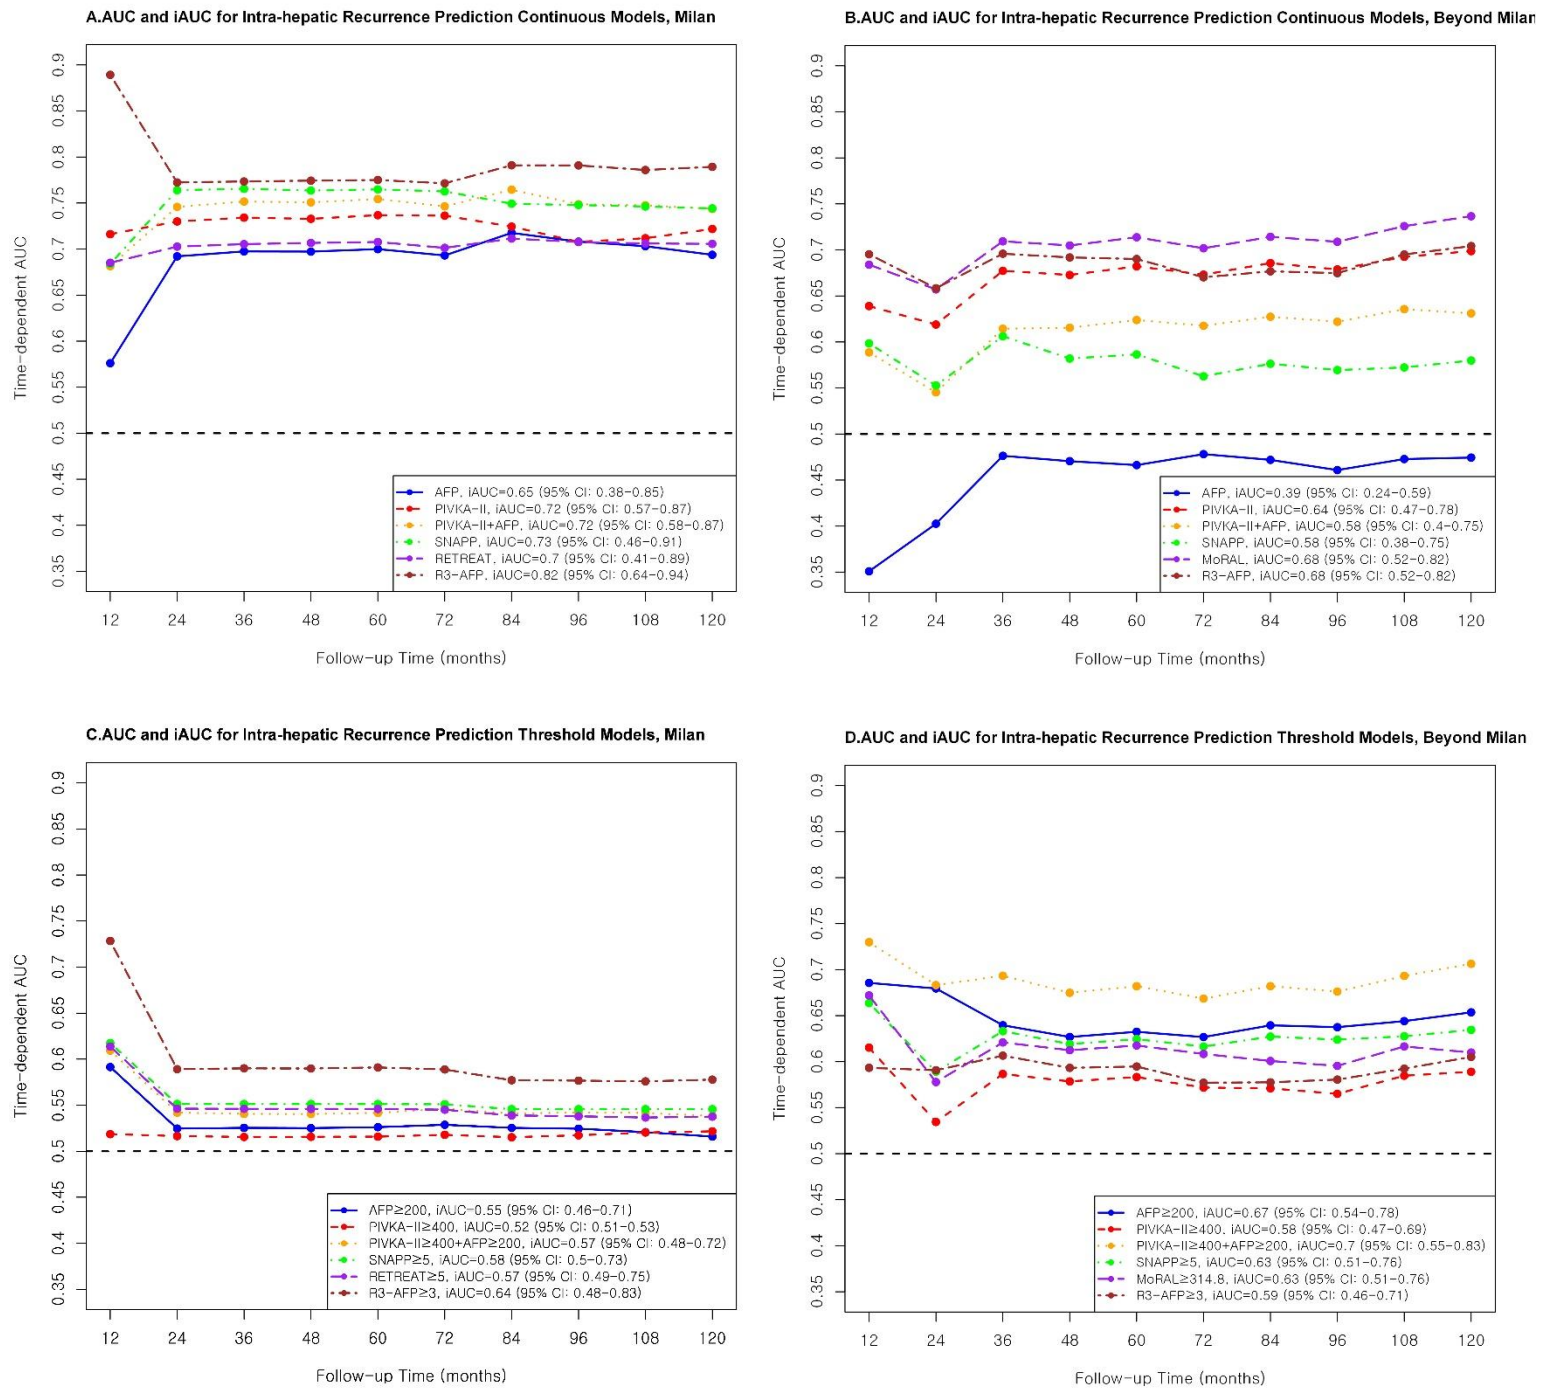 A.AUC and iAUC for Intra-hepatic Recurrence Prediction Continuous Models, Milan
Time-dependent AUC
0.9
0.85
0.8
0.75
0.7
0.65
0.6
0.55
0.5
0.45
0.4
0.35
AFP, iAUC=0.65 (95% CI: 0.38-0.85)
PIVKA-II, iAUC=0.72 (95% CI: 0.57-0.87)
PIVKA-II+AFP, iAUC=0.72 (95% CI: 0.58-0.87)
SNAPP, iAUC=0.73 (95% CI: 0.46-0.91)
RETREAT, iAUC=0.7 (95% CI: 0.41-0.89)
R3-AFP, iAUC=0.82 (95% CI: 0.64-0.94)
12 24 36 48 60 72 84 96 108 120
Follow-up Time (months)
B.AUC and iAUC for Intra-hepatic Recurrence Prediction Continuous Models, Beyond Milan
Time-dependent AUC
0.9
0.85
0.8
0.75
0.7
0.65
0.6
0.55
0.5
0.45
0.4
0.35
AFP, iAUC=0.39 (95% CI: 0.24-0.59)
PIVKA-II, iAUC=0.64 (95% CI: 0.47-0.78)
PIVKA-II+AFP, iAUC=0.58 (95% CI: 0.4-0.75)
SNAPP, iAUC=0.58 (95% CI: 0.38-0.75)
MoRAL, iAUC=0.68 (95% CI: 0.52-0.82)
R3-AFP, iAUC=0.68 (95% CI: 0.52-0.82)
12 24 36 48 60 72 84 96 108 120
Follow-up Time (months)
C.AUC and iAUC for Intra-hepatic Recurrence Prediction Threshold Models, Milan
Time-dependent AUC
0.9
0.85
0.8
0.75
0.7
0.65
0.6
0.55
0.5
0.45
0.4
0.35
AFP≥200, iAUC-0.55 (95% CI: 0.46-0.71)
PIVKA-II≥400, iAUC=0.52 (95% CI: 0.51-0.53)
PIVKA-II≥400+AFP≥200, iAUC=0.57 (95% CI: 0.48-0.72)
SNAPP≥5, iAUC=0.58 (95% CI: 0.5-0.73)
RETREAT≥5, iAUC-0.57 (95% CI: 0.49-0.75)
R3-AFP≥3, iAUC=0.64 (95% CI: 0.48-0.83)
12 24 36 48 60 72 84 96 108 120
Follow-up Time (months)
D.AUC and iAUC for Intra-hepatic Recurrence Prediction Threshold Models, Beyond Milan
Time-dependent AUC
0.9
0.85
0.8
0.75
0.7
0.65
0.6
0.55
0.5
0.45
0.4
0.35
AFP≥200, iAUC=0.67 (95% CI: 0.54-0.78)
PIVKA-II≥400, iAUC=0.58 (95% CI: 0.47-0.69)
PIVKA-II≥400+AFP≥200, iAUC=0.7 (95% CI: 0.55-0.83)
SNAPP≥5, iAUC=0.63 (95% CI: 0.51-0.76)
MoRAL≥314.8, iAUC=0.63 (95% CI: 0.51-0.76)
R3-AFP≥3, iAUC=0.59 (95% CI: 0.46-0.71)
12 24 36 48 60 72 84 96 108 120
Follow-up Time (months)